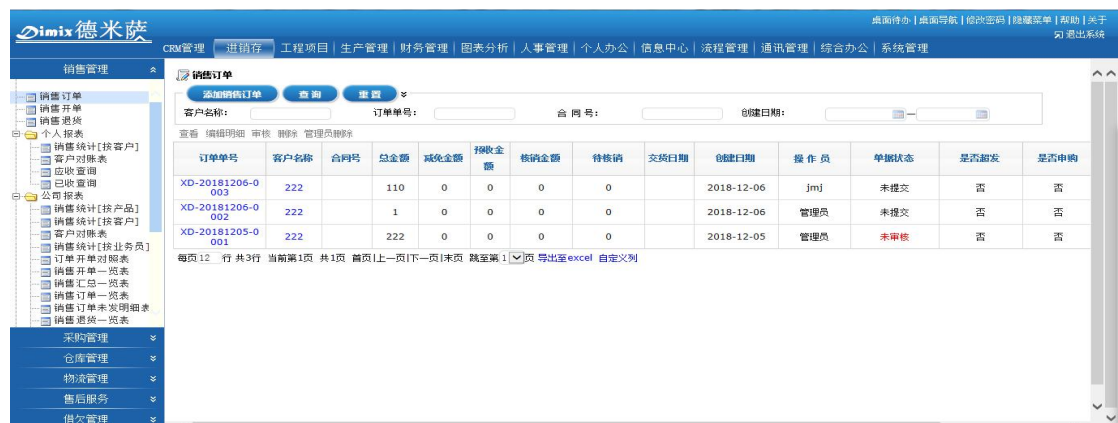 Dimix德米萨
桌面待办|桌面导航|修改密码|隐藏菜单|帮助|关于
退出系统
CRM管理|进销存|工程项目|生产管理|财务管理|图表分析|人事管理|个人办公|信息中心|流程管理|通讯管理|综合办公|系统管理
销售管理
销售订单
销售开单
销售退货
个人报表
销售统计[按客户]
客户对账表
应收查询
已收查询
公司报表
销售统计[按产品]
销售统计[按客户]
客户对账表
销售统计[按业务员]
订单开单对照表
销售开单一览表
销售汇总一览表
销售订单一览表
销售订单未发明细表
销售退货一览表
采购管理
仓库管理
物流管理
售后服务
借欠管理
销售订单
添加销售订单 查询 重置
客户名称: 订单单号: 合同号: 创建日期: —
查看 编辑明细 审核 删除 管理员删除
订单单号 客户名称 合同号 总金额 减免金额 预收金额 核销金额 待核销 交货日期 创建日期 操作员 单据状态 是否超发 是否申购
XD-20181206-0003 222 110 0 0 0 0 2018-12-06 jmj 未提交 否 否
XD-20181206-0002 222 1 0 0 0 0 2018-12-06 管理员 未提交 否 否
XD-20181205-0001 222 222 0 0 0 0 2018-12-05 管理员 未审核 否 否
每页12 行 共3行 当前第1页 共1页 首页|上一页|下一页|末页 跳至第1页 导出至excel 自定义列